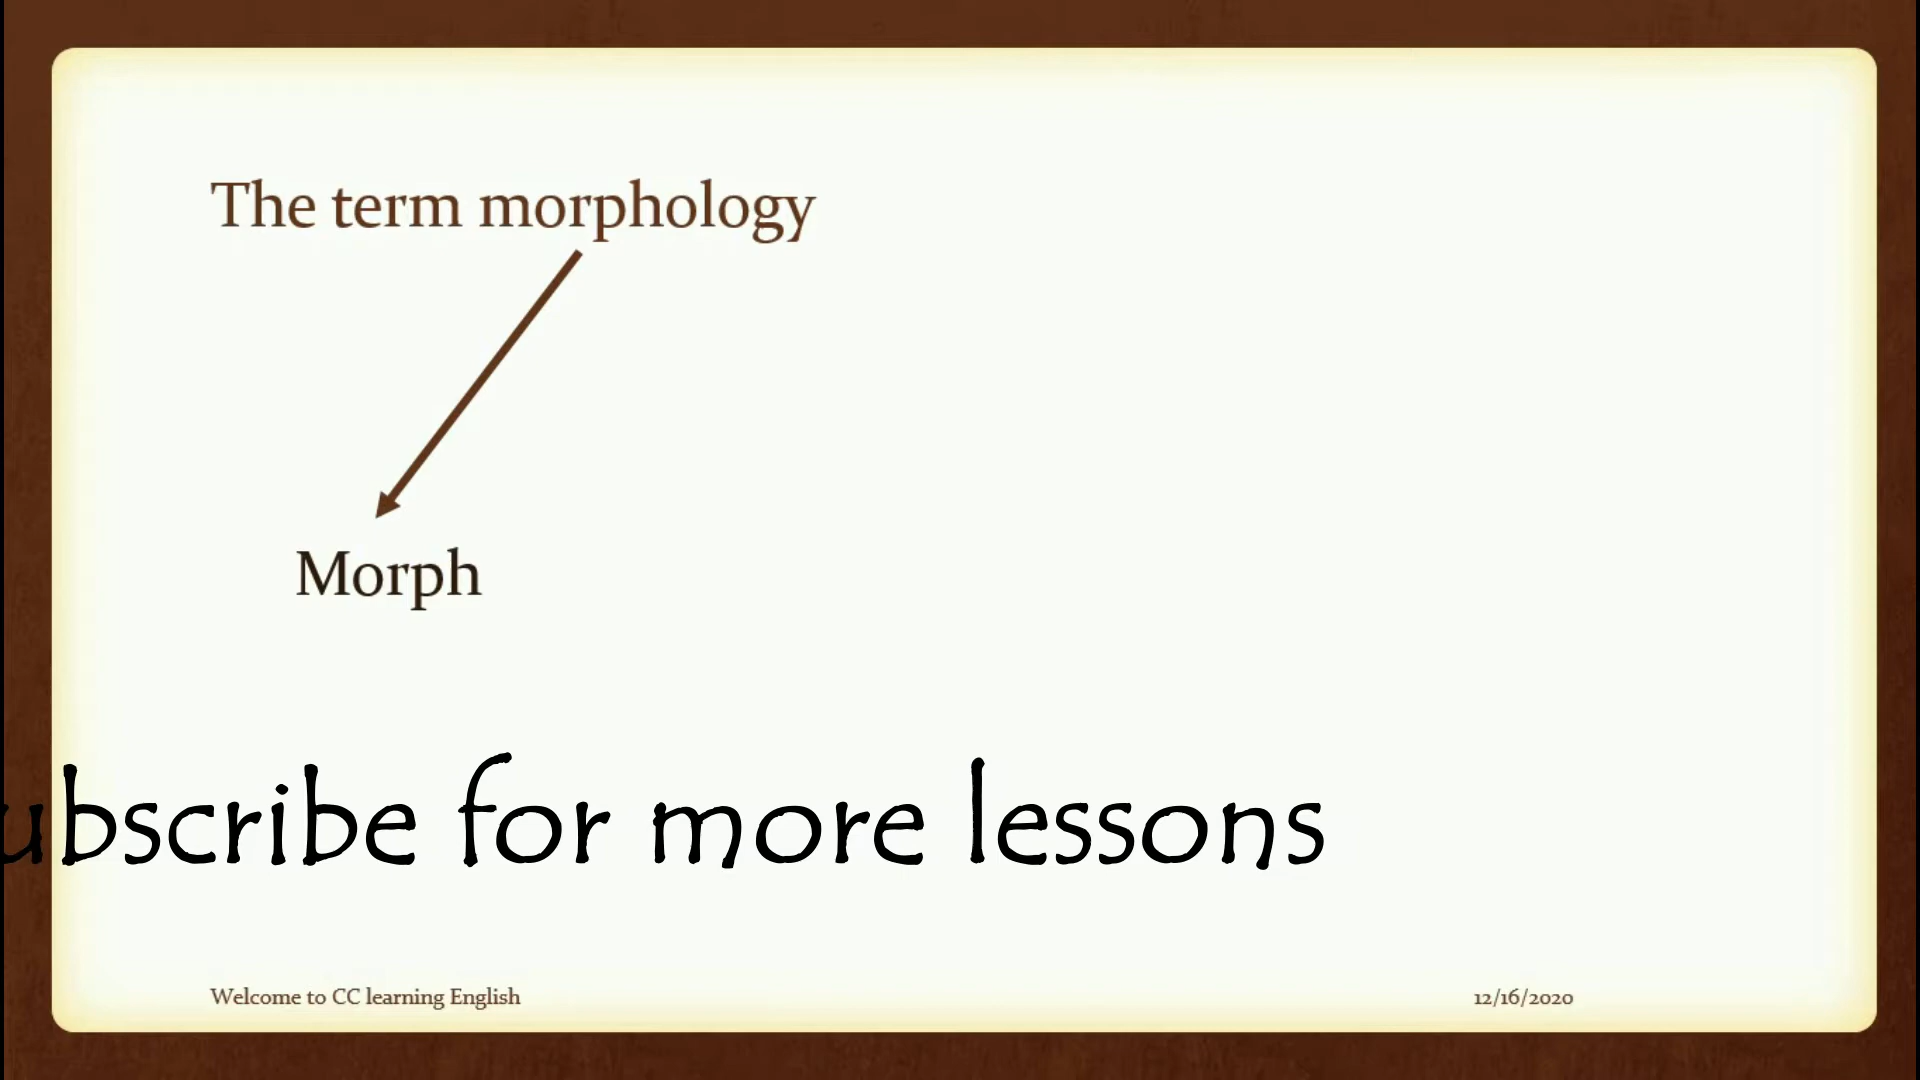 The term morphology
Morph
ubscribe for more lessons
Welcome to CC learning English
12/16/2020